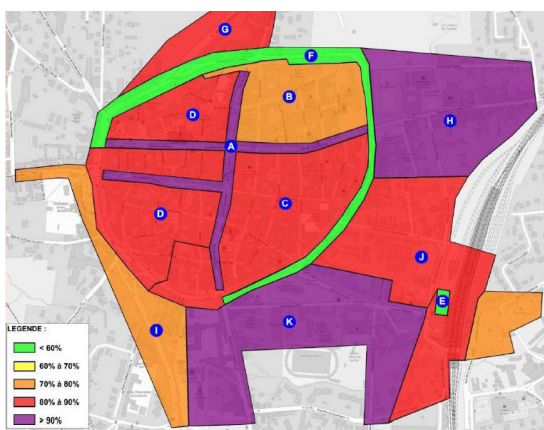 G
F
B
D
H
A
D
C
J
E
K
I
LEGENDE :
< 60%
60% à 70%
70% à 80%
80% à 90%
> 90%